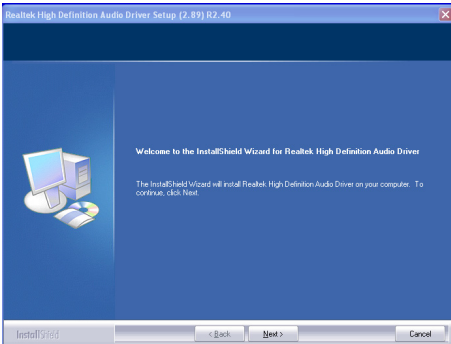 Realtek High Definition Audio Driver Setup (2.89) R2.40
Welcome to the InstallShield Wizard for Realtek High Definition Audio Driver
The InstallShield Wizard will install Realtek High Definition Audio Driver on your computer. To
continue, click Next.
InstallShield
< Back Next > Cancel